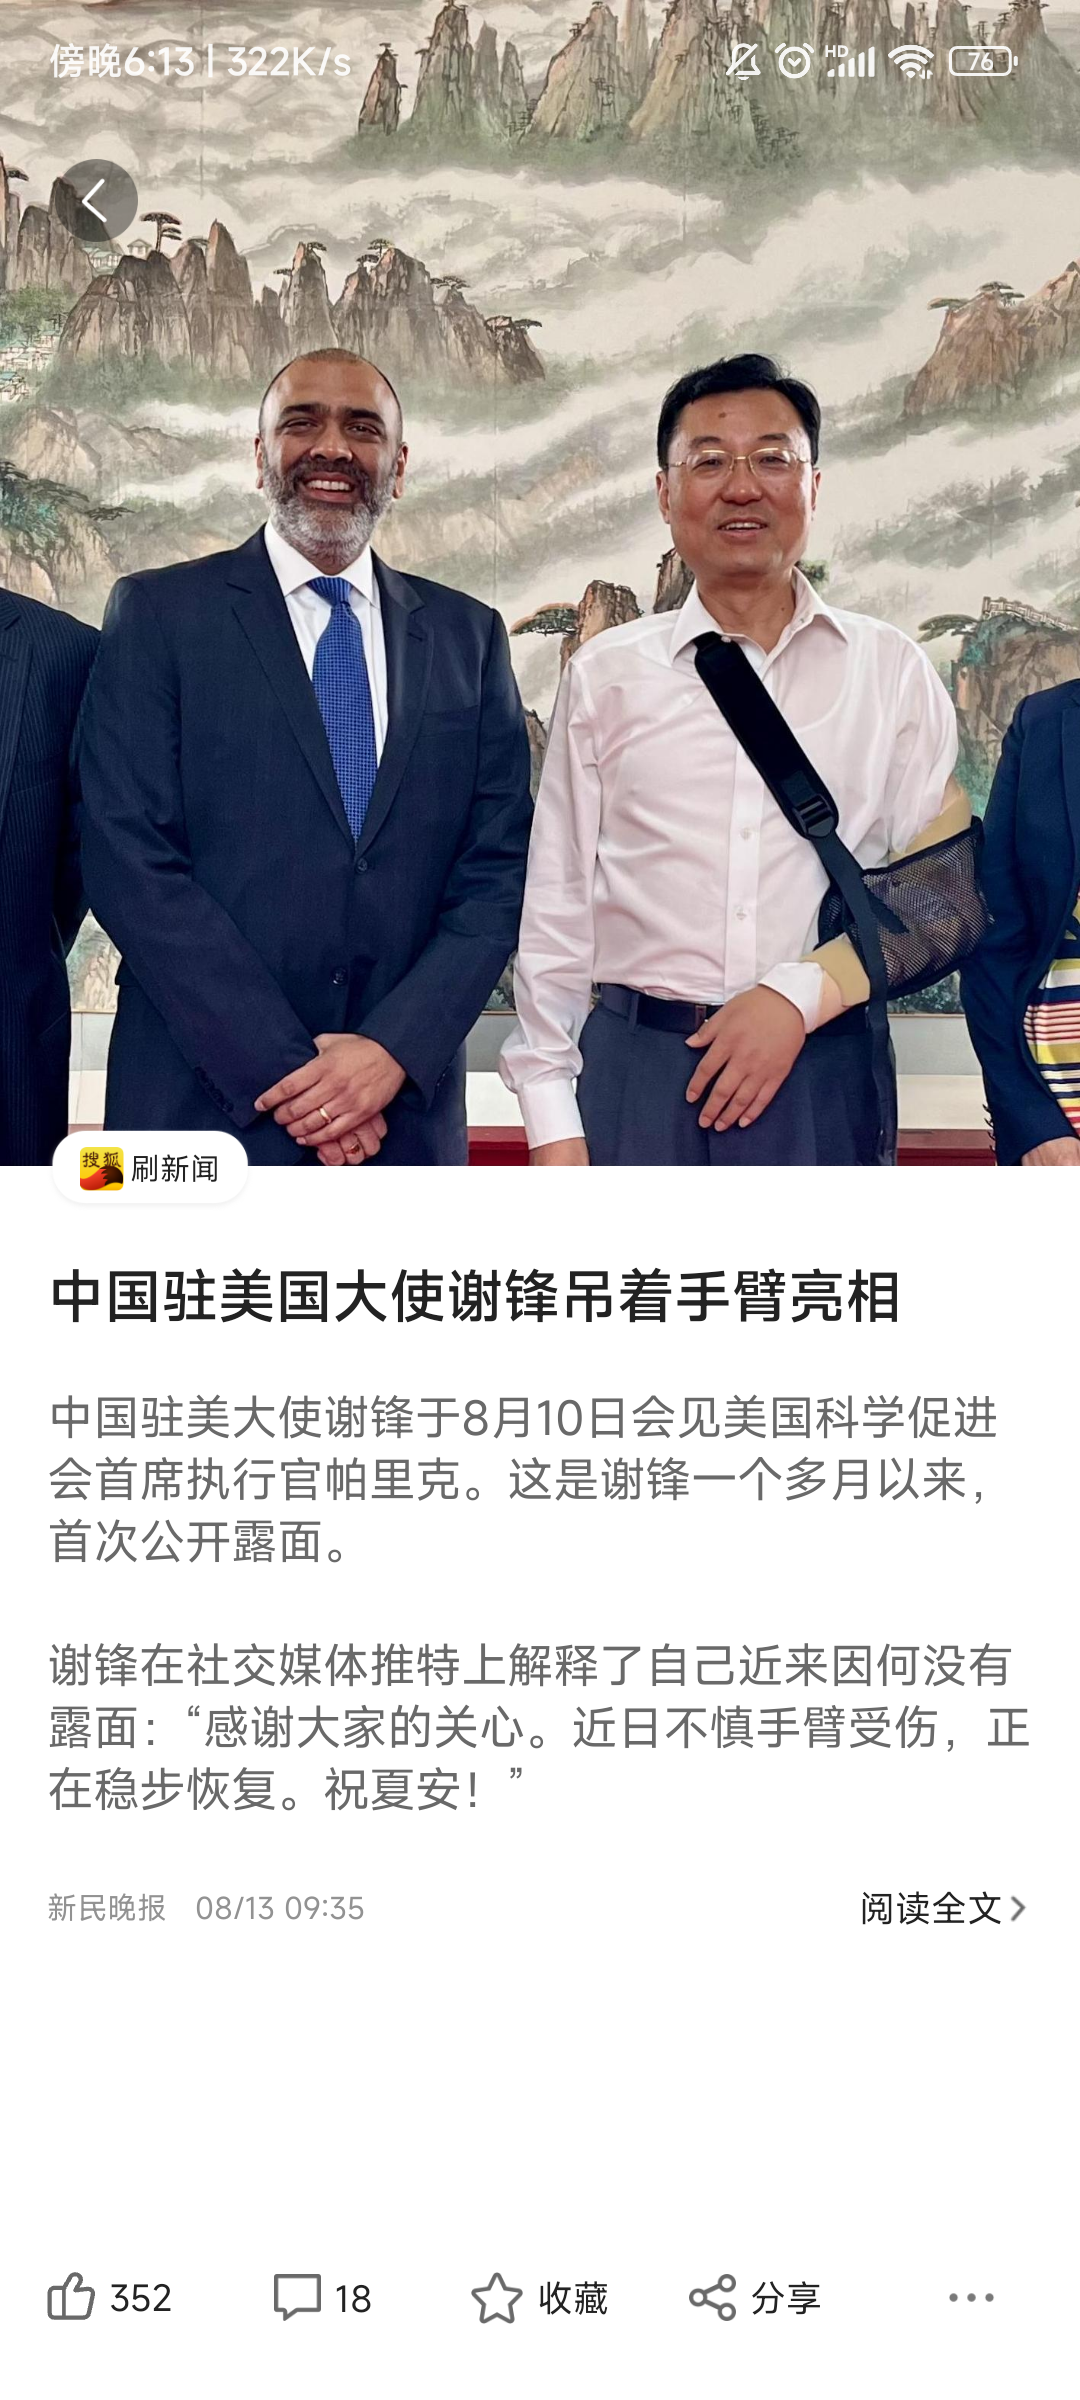 傍晚6:13 | 322K/s
HD
76
搜狐
刷新闻
中国驻美国大使谢锋吊着手臂亮相
中国驻美大使谢锋于8月10日会见美国科学促进
会首席执行官帕里克。这是谢锋一个多月以来，
首次公开露面。
谢锋在社交媒体推特上解释了自己近来因何没有
露面：“感谢大家的关心。近日不慎手臂受伤，正
在稳步恢复。祝夏安！”
新民晚报 08/13 09:35
阅读全文
352
18
收藏
分享